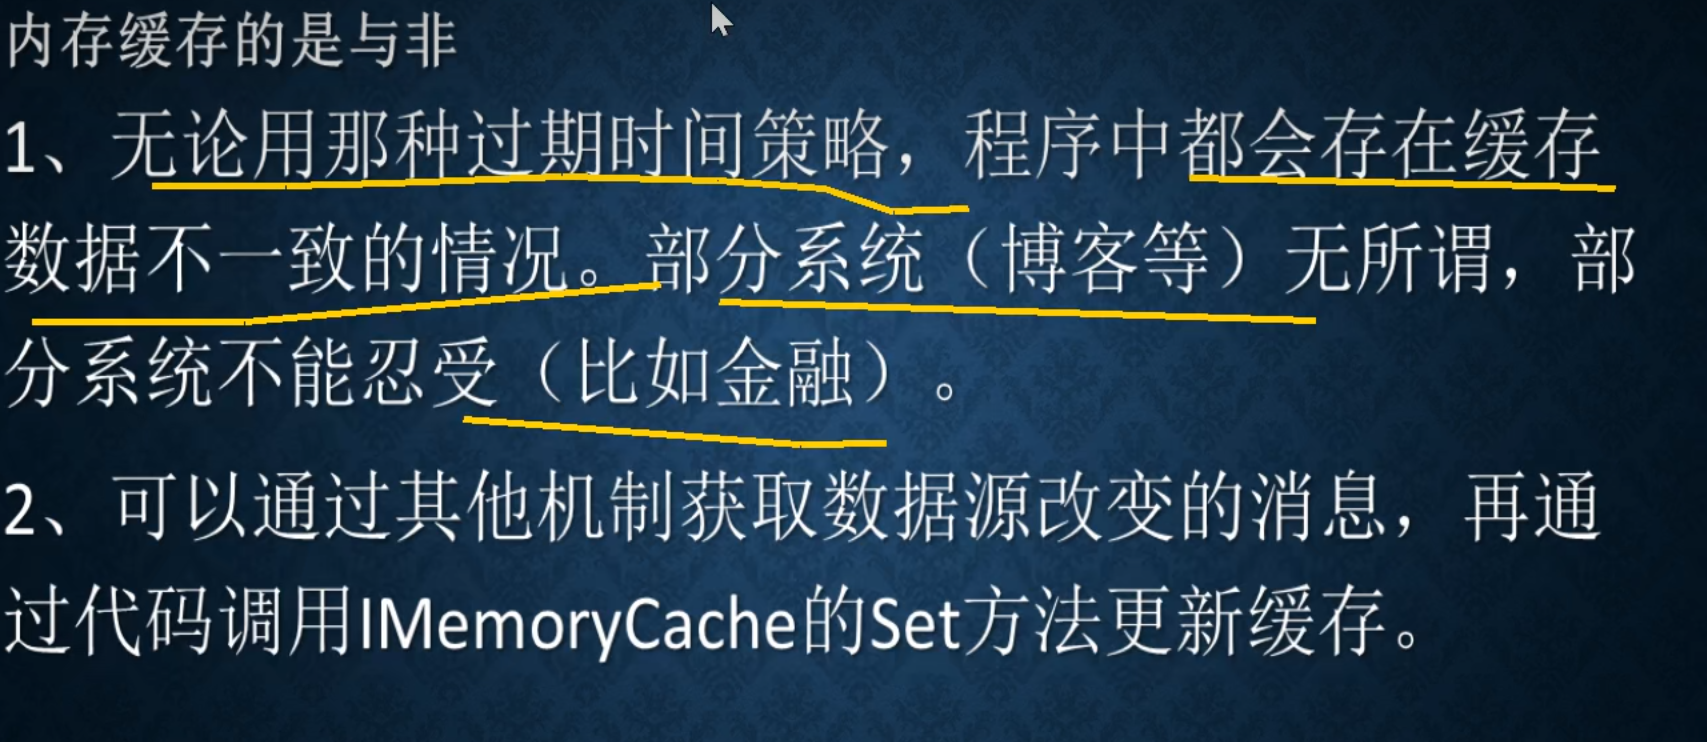 内存缓存的是与非
1、无论用那种过期时间策略，程序中都会存在缓存
数据不一致的情况。部分系统（博客等）无所谓，部
分系统不能忍受（比如金融）。
2、可以通过其他机制获取数据源改变的消息，再通
过代码调用IMemoryCache的Set方法更新缓存。